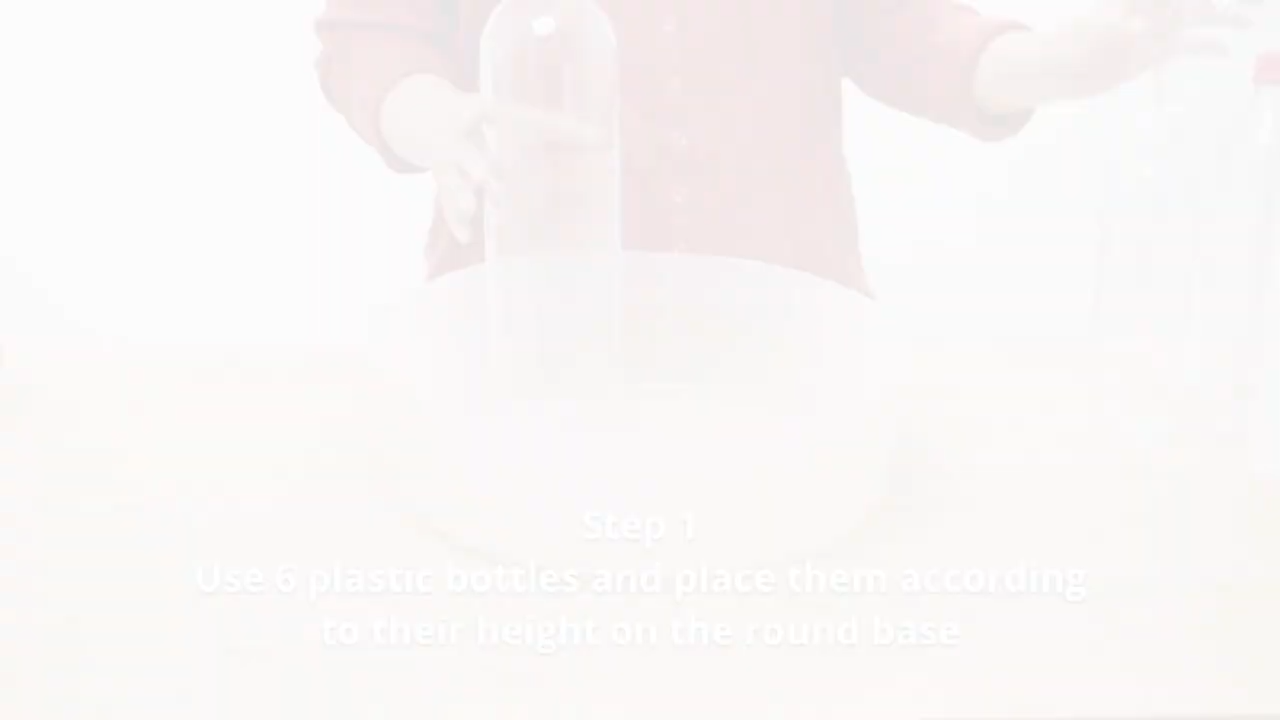 Step 1
Use 6 plastic bottles and place them according
to their height on the round base